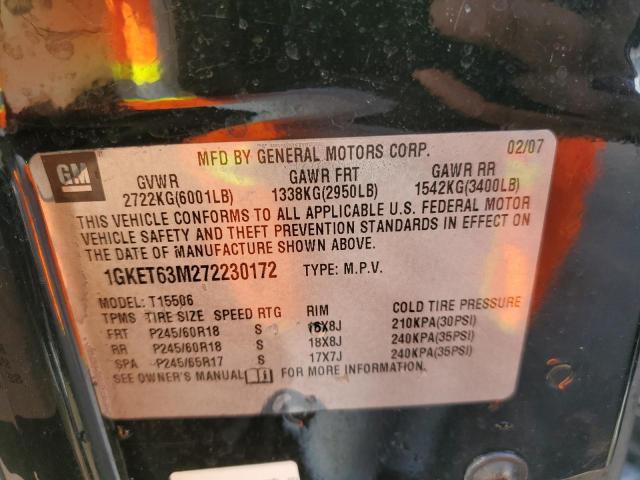 GM
MFD BY GENERAL MOTORS CORP. 02/07
GVWR GAWR FRT GAWR RR
2722KG(6001LB) 1338KG(2950LB) 1542KG(3400LB)
THIS VEHICLE CONFORMS TO ALL APPLICABLE U.S. FEDERAL MOTOR
VEHICLE SAFETY AND THEFT PREVENTION STANDARDS IN EFFECT ON
THE DATE OF MANUFACTURE SHOWN ABOVE.
1GKET63M272230172 TYPE: M.P.V.
MODEL: T15506
TPMS TIRE SIZE SPEED RTG RIM COLD TIRE PRESSURE
FRT P245/60R18 S 18X8J 210KPA(30PSI)
RR P245/60R18 S 18X8J 240KPA(35PSI)
SPA P245/65R17 S 17X7J 240KPA(35PSI)
SEE OWNER'S MANUAL FOR MORE INFORMATION.